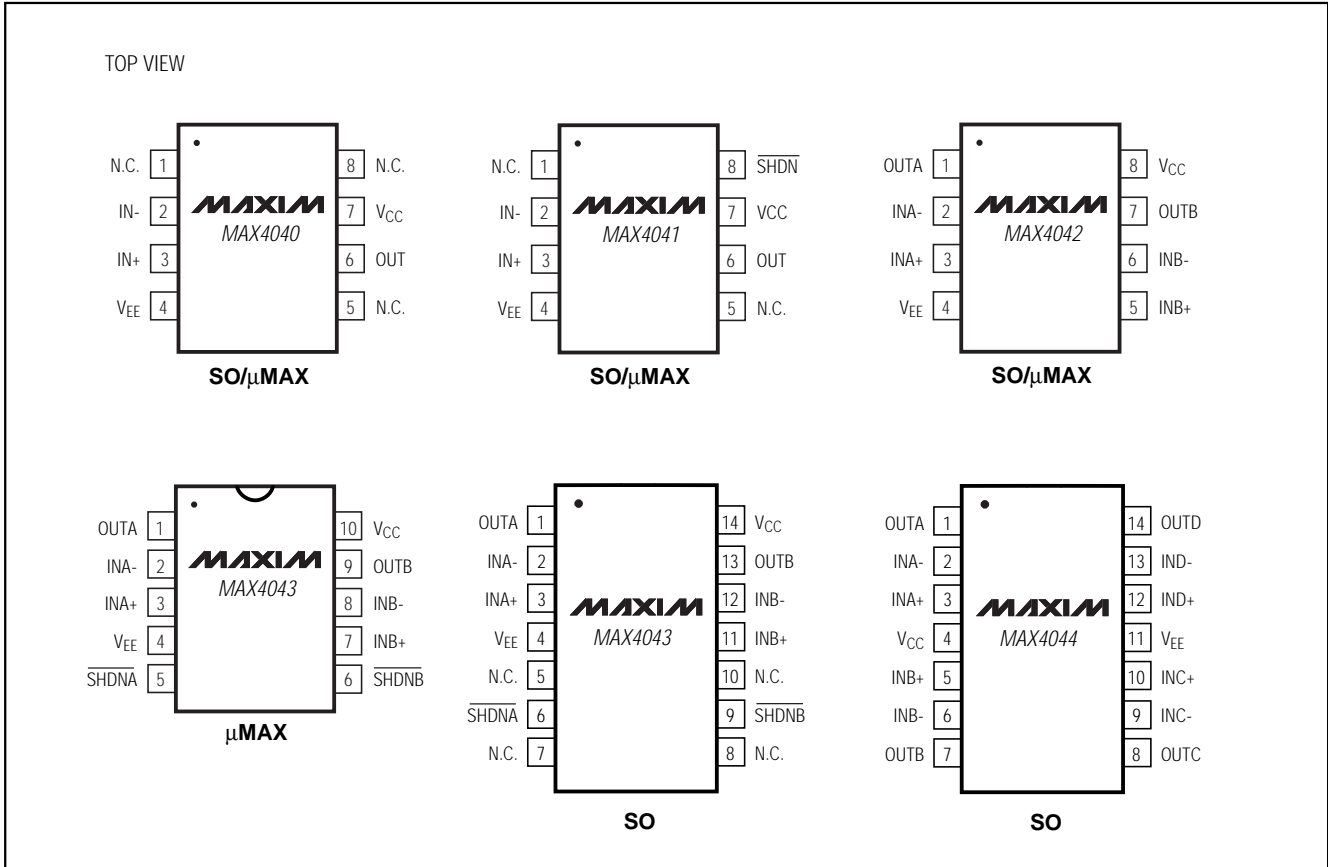 TOP VIEW
N.C. 1 8 N.C.
IN- 2 7 VCC
IN+ 3 6 OUT
VEE 4 5 N.C.
MAXIM
MAX4040
SO/μMAX
N.C. 1 8 SHDN
IN- 2 7 VCC
IN+ 3 6 OUT
VEE 4 5 N.C.
MAXIM
MAX4041
SO/μMAX
OUTA 1 8 VCC
INA- 2 7 OUTB
INA+ 3 6 INB-
VEE 4 5 INB+
MAXIM
MAX4042
SO/μMAX
OUTA 1 10 VCC
INA- 2 9 OUTB
INA+ 3 8 INB-
VEE 4 7 INB+
SHDNA 5 6 SHDNB
MAXIM
MAX4043
μMAX
OUTA 1 14 VCC
INA- 2 13 OUTB
INA+ 3 12 INB-
VEE 4 11 INB+
N.C. 5 10 N.C.
SHDNA 6 9 SHDNB
N.C. 7 8 N.C.
MAXIM
MAX4043
SO
OUTA 1 14 OUTD
INA- 2 13 IND-
INA+ 3 12 IND+
VCC 4 11 VEE
INB+ 5 10 INC+
INB- 6 9 INC-
OUTB 7 8 OUTC
MAXIM
MAX4044
SO